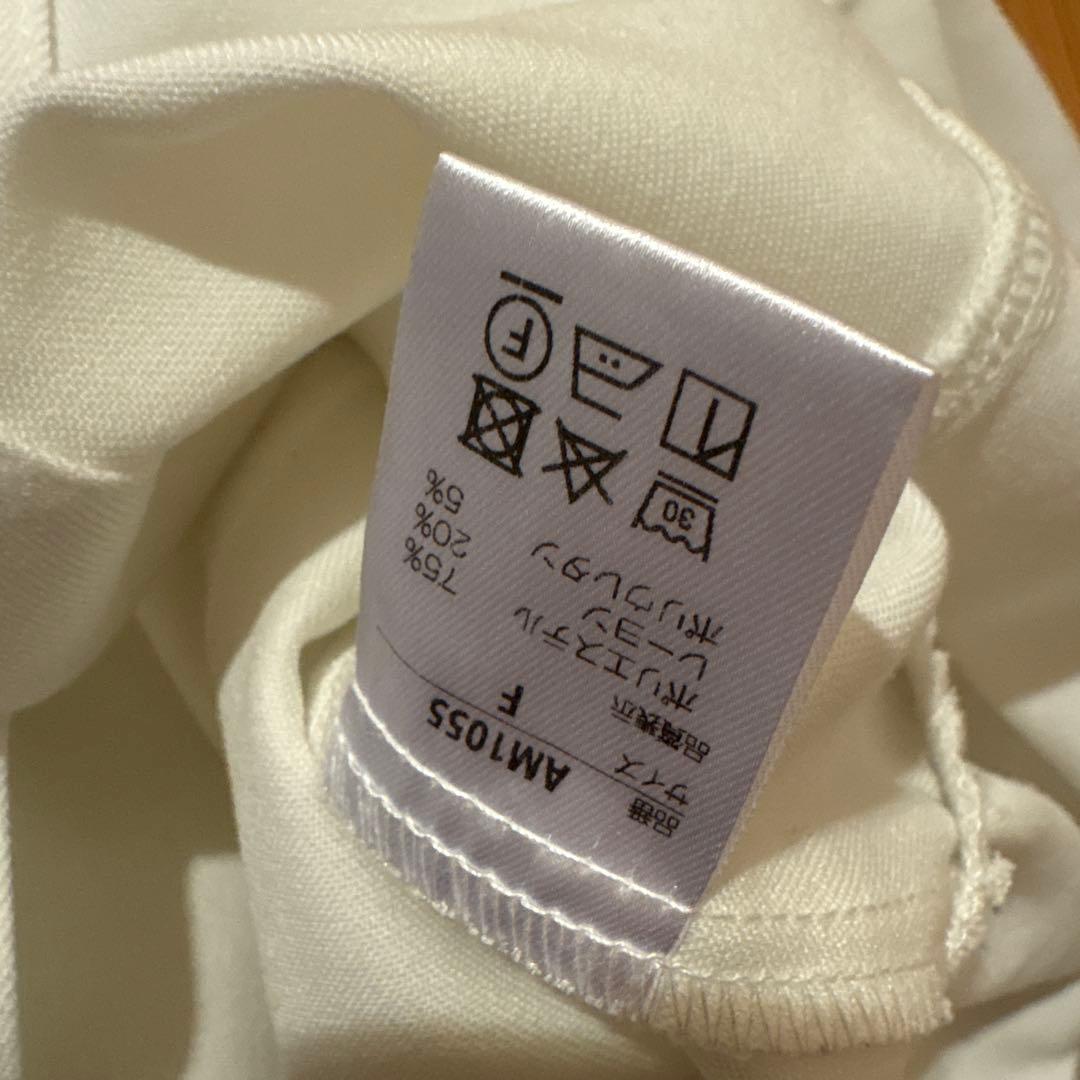 品番 AM1055
サイズ F
品質表示
ポリエステル 75%
レーヨン 20%
ポリウレタン 5%
30
F